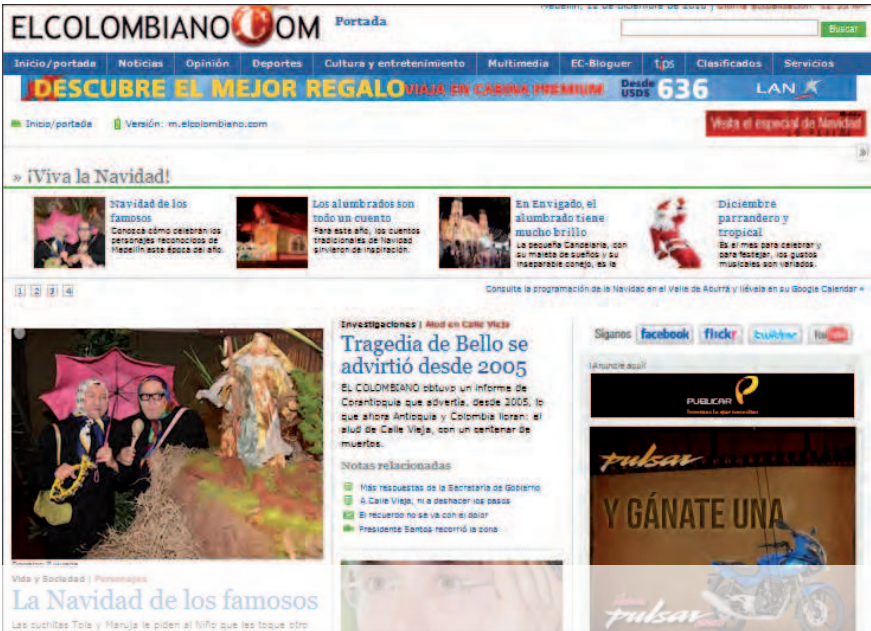 ELCOLOMBIANO.COM
Portada
Medellín, 12 de diciembre de 2010 |
Buscar
Inicio/portada Noticias Opinión Deportes Cultura y entretenimiento Multimedia EC-Bloguer tips Clasificados Servicios
DESCUBRE EL MEJOR REGALO VIAJA EN CABINA PREMIUM Desde USD$ 636 LAN
Inicio/portada Versión: m.elcolombiano.com
Visita el especial de Navidad
»
» ¡Viva la Navidad!
Navidad de los
famosos
Conozca cómo celebran los
personajes reconocidos de
Medellín esta época del año.
Los alumbrados son
todo un cuento
Para este año, los cuentos
tradicionales de Navidad
sirvieron de inspiración.
En Envigado, el
alumbrado tiene
mucho brillo
La pequeña Candelaria, con
su maleta de sueños y su
inseparable conejo, es la
Diciembre
parrandero y
tropical
Es el mes para celebrar y
para festejar, los gustos
musicales son variados.
1 2 3 4
Consulte la programación de la Navidad en el Valle de Aburrá y llévela en su Google Calendar »
Investigaciones | Alud en Calle Vieja
Tragedia de Bello se
advirtió desde 2005
EL COLOMBIANO obtuvo un informe de
Corantioquia que advertía, desde 2005, lo
que ahora Antioquia y Colombia lloran: el
alud de Calle Vieja, con un centenar de
muertos.
Notas relacionadas
Más respuestas de la Secretaría de Gobierno
A Calle Vieja, ni a deshacer los pasos
El recuerdo no se va con el dolor
Presidente Santos recorrió la zona
Síganos facebook flickr twitter You Tube
¡Anuncie aquí!
PUBLICAR
pulsar
Y GÁNATE UNA
pulsar
Vida y Sociedad | Personajes
La Navidad de los famosos
Las suchitas Tola y Maruja le piden al Niño que les toque otro